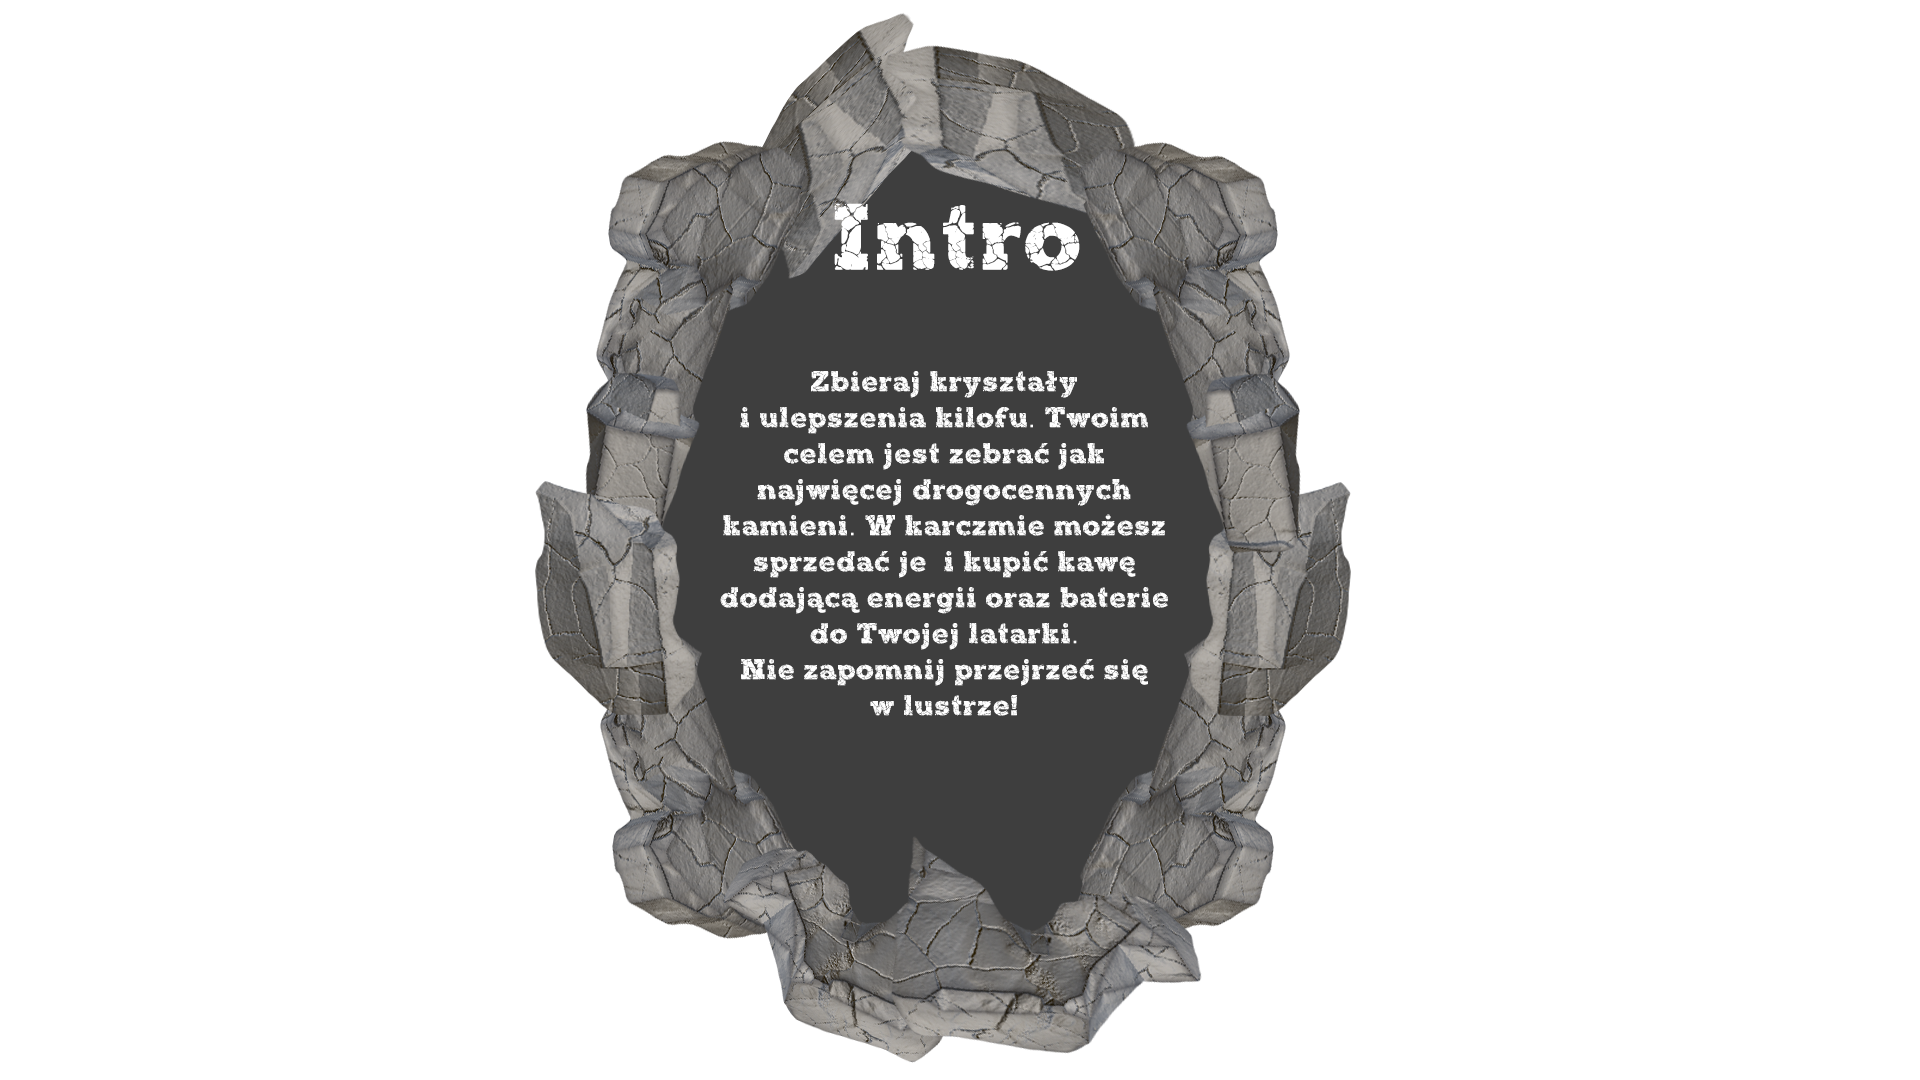 Intro
Zbieraj kryształy
i ulepszenia kilofu. Twoim
celem jest zebrać jak
najwięcej drogocennych
kamieni. W karczmie możesz
sprzedać je  i kupić kawę
dodającą energii oraz baterie
do Twojej latarki.
Nie zapomnij przejrzeć się
w lustrze!